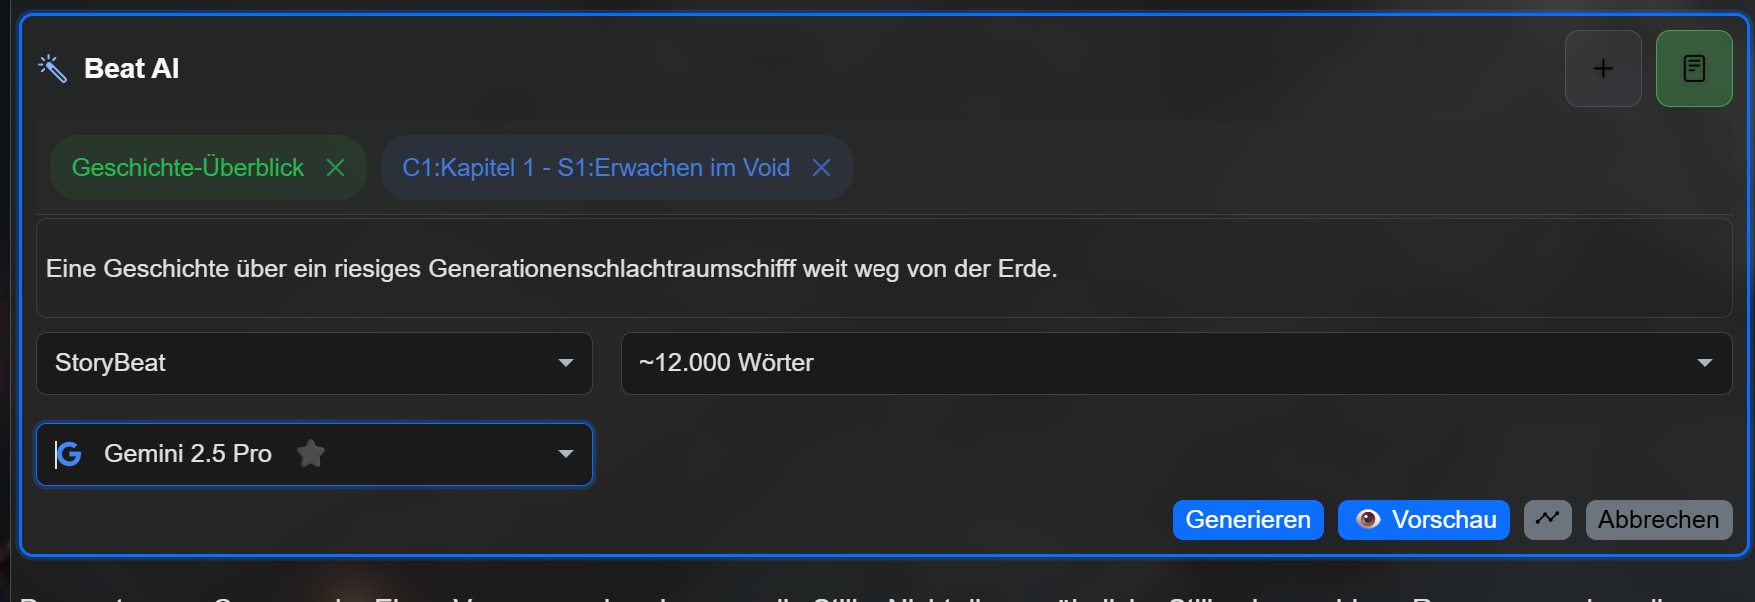 Beat AI
Geschichte-Überblick
C1:Kapitel 1 - S1:Erwachen im Void
Eine Geschichte über ein riesiges Generationenschlachtraumschifff weit weg von der Erde.
StoryBeat
~12.000 Wörter
Gemini 2.5 Pro
Generieren Vorschau Abbrechen